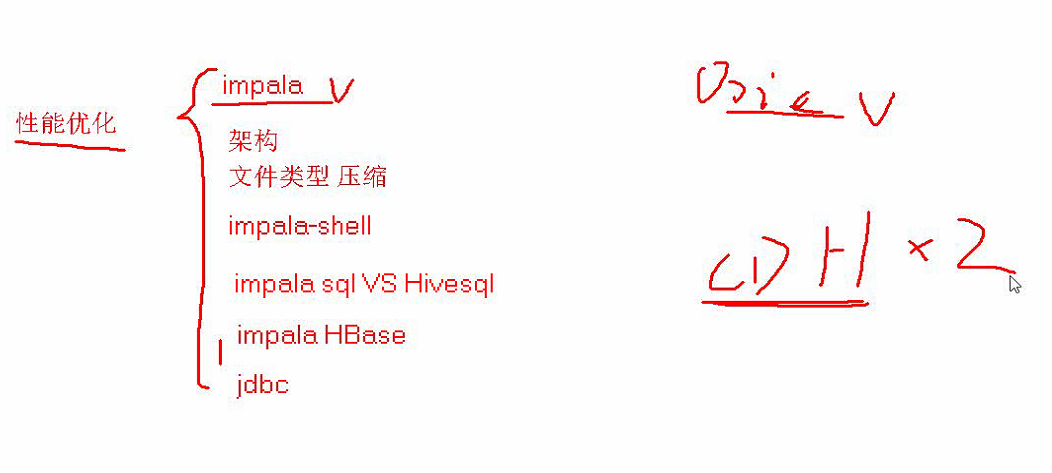 性能优化
impala V
架构
文件类型 压缩
impala-shell
impala sql VS Hivesql
impala HBase
jdbc
V
CDH × 2